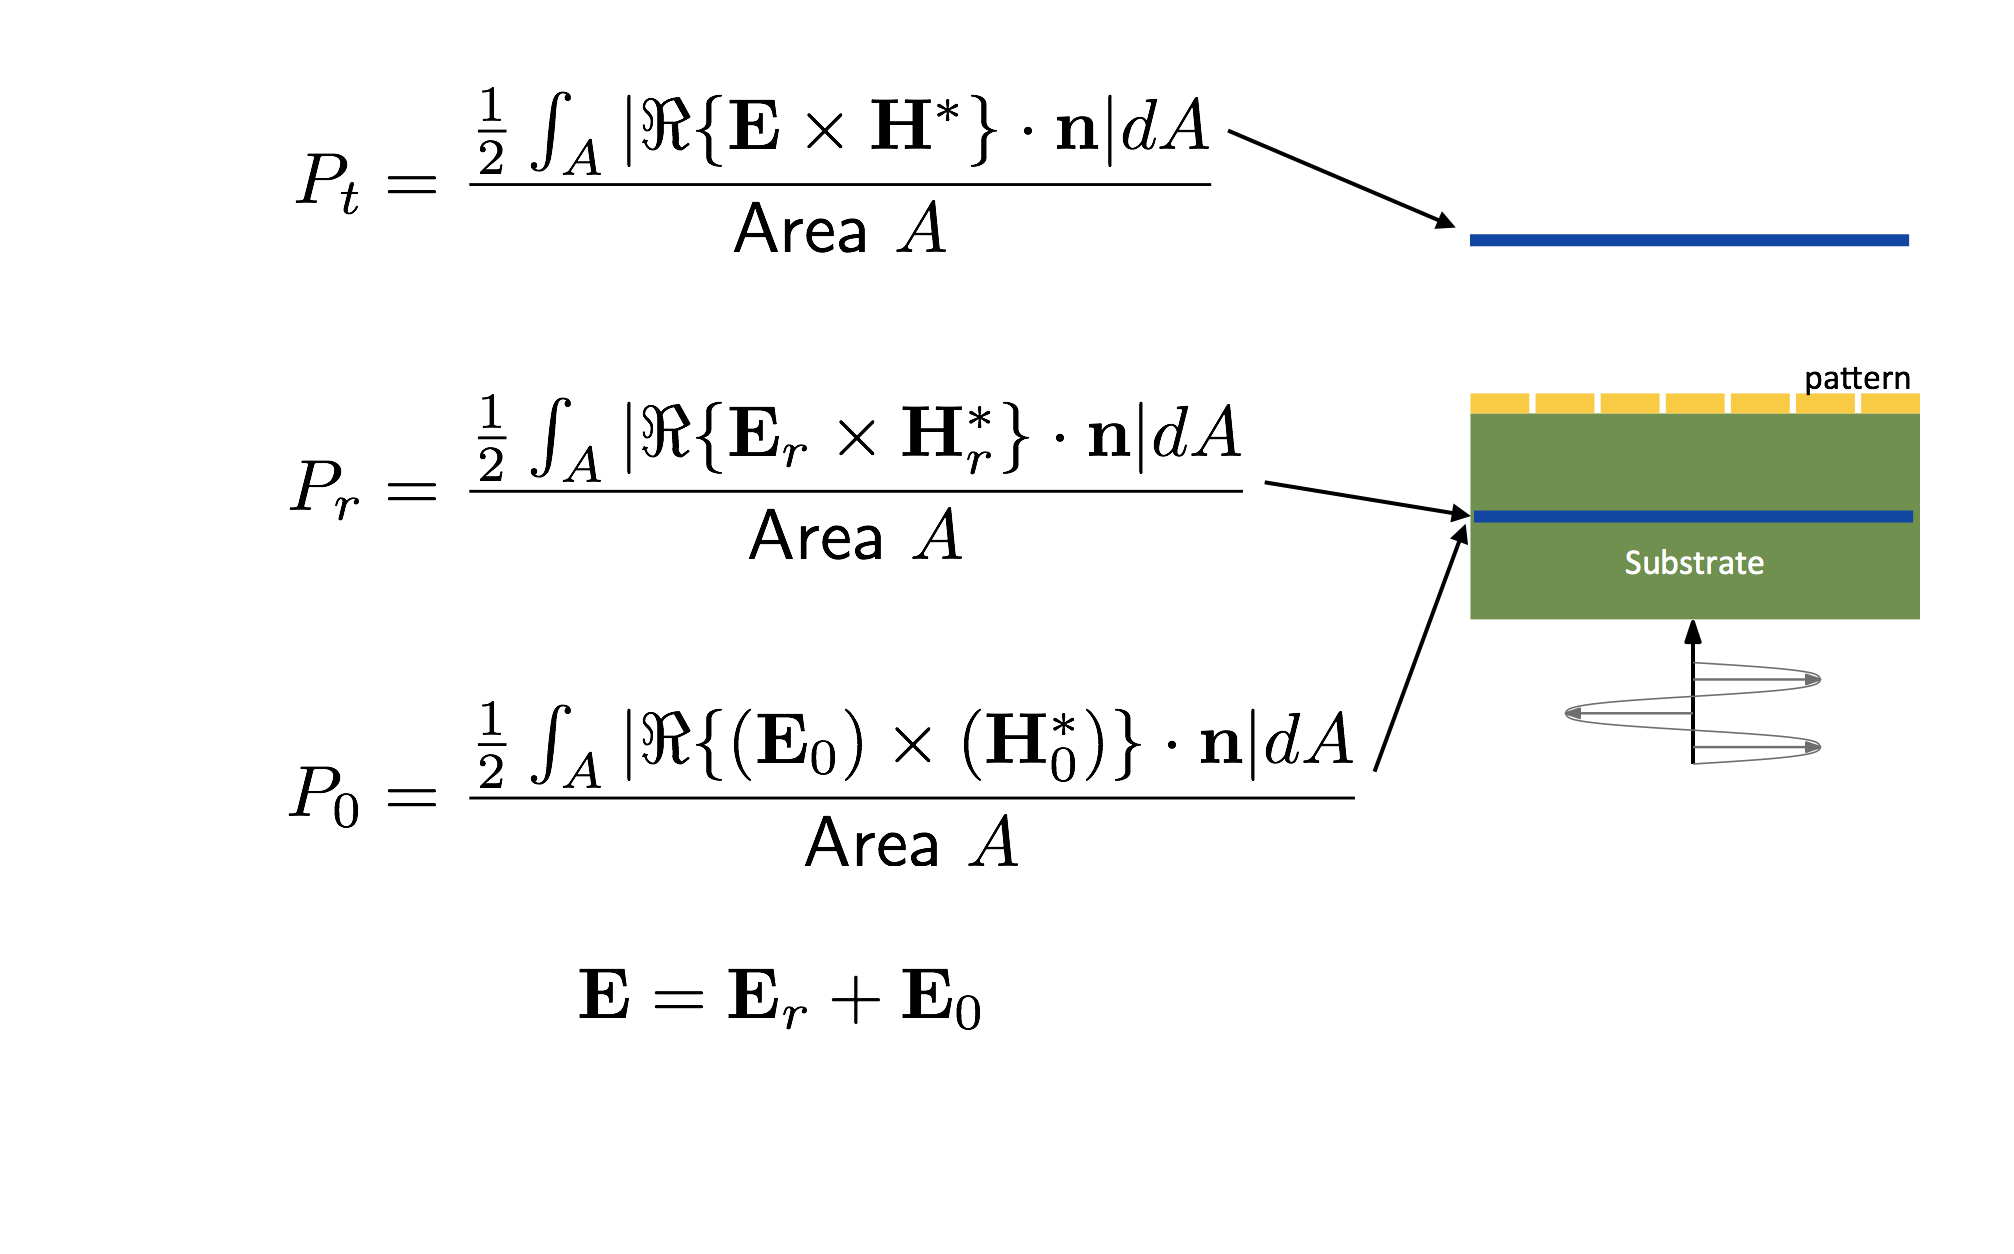 P_t = \frac{\frac{1}{2} \int_A |\Re\{\mathbf{E} \times \mathbf{H}^*\} \cdot \mathbf{n}| dA}{\text{Area } A}
pattern
P_r = \frac{\frac{1}{2} \int_A |\Re\{\mathbf{E}_r \times \mathbf{H}_r^*\} \cdot \mathbf{n}| dA}{\text{Area } A}
Substrate
P_0 = \frac{\frac{1}{2} \int_A |\Re\{(\mathbf{E}_0) \times (\mathbf{H}_0^*)\} \cdot \mathbf{n}| dA}{\text{Area } A}
\mathbf{E} = \mathbf{E}_r + \mathbf{E}_0